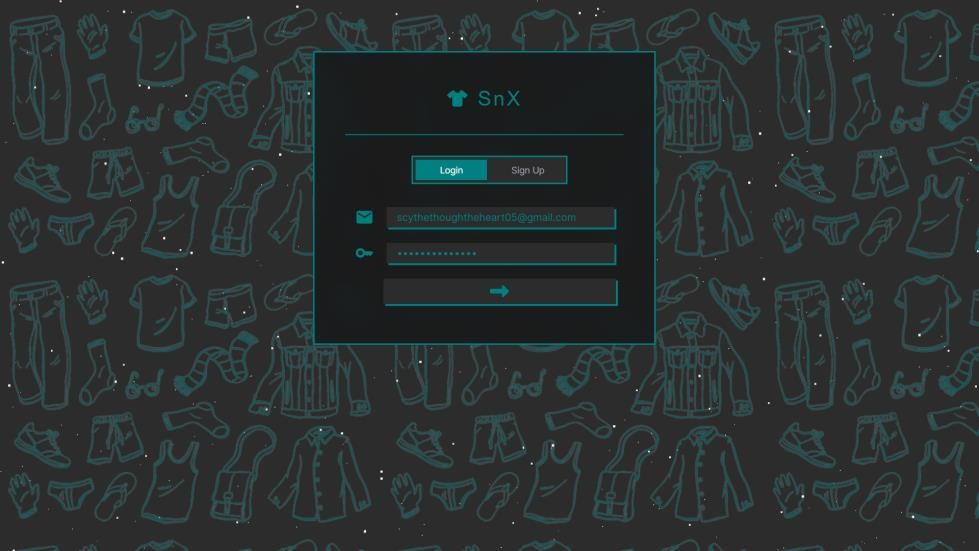 SnX
Login Sign Up
scythethoughtheheart05@gmail.com
••••••••••••••